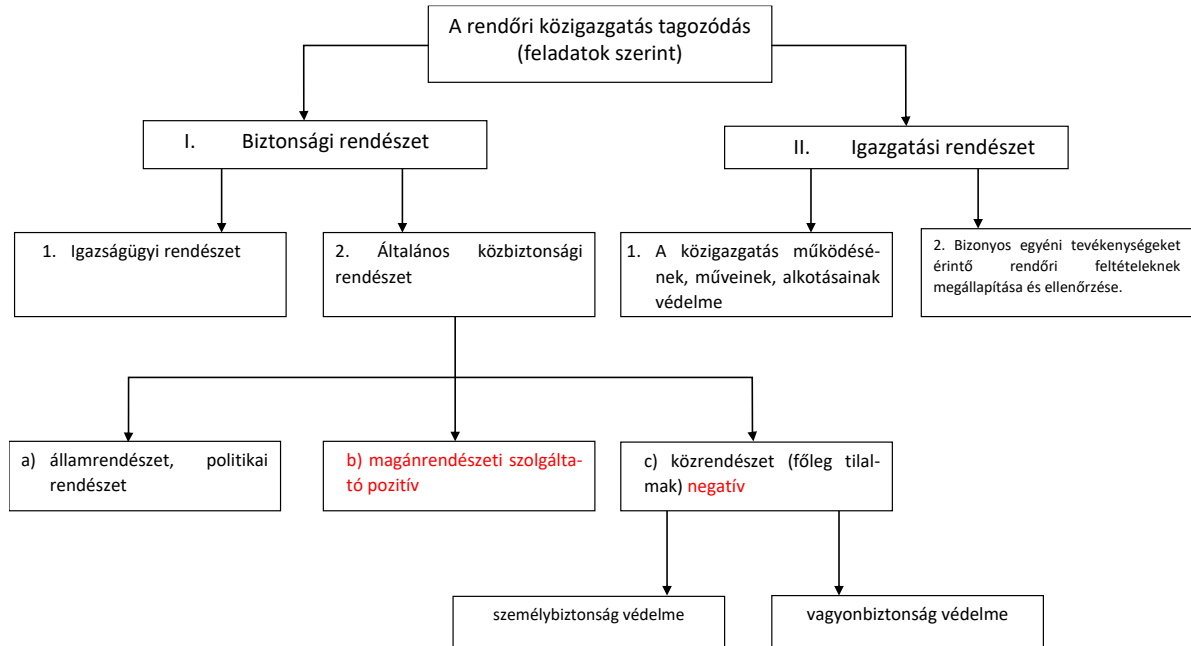 A rendőri közigazgatás tagozódás
(feladatok szerint)
I. Biztonsági rendészet
II. Igazgatási rendészet
1. Igazságügyi rendészet
2. Általános közbiztonsági
rendészet
1. A közigazgatás működésé-
nek, műveinek, alkotásainak
védelme
2. Bizonyos egyéni tevékenységeket
érintő rendőri feltételeknek
megállapítása és ellenőrzése.
a) államrendészet, politikai
rendészet
b) magánrendészeti szolgálta-
tó pozitív
c) közrendészet (főleg tilal-
mak) negatív
személybiztonság védelme
vagyonbiztonság védelme